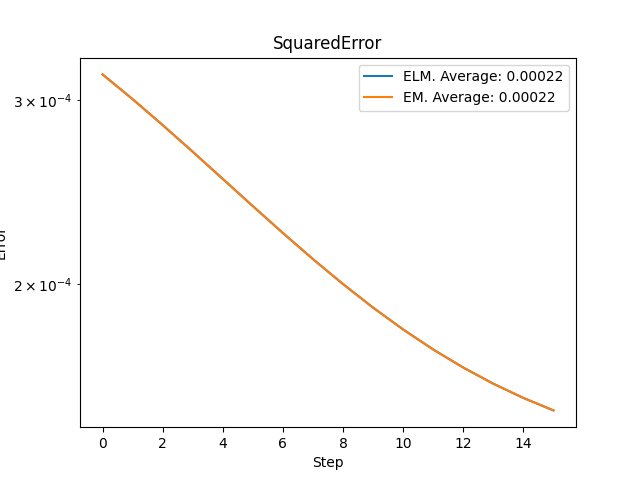 SquaredError
ELM. Average: 0.00022
EM. Average: 0.00022
3 × 10⁻⁴
2 × 10⁻⁴
Error
0 2 4 6 8 10 12 14
Step